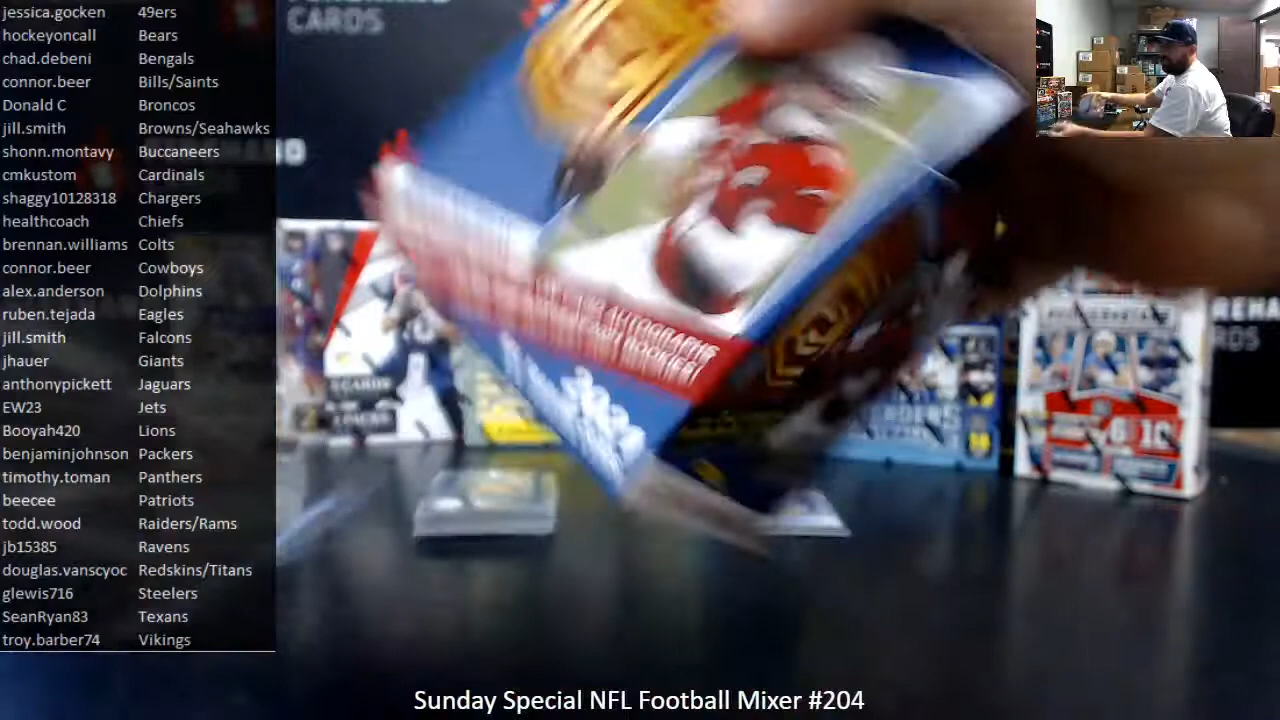 jessica.gocken 49ers
hockeyoncall Bears
chad.debeni Bengals
connor.beer Bills/Saints
Donald C Broncos
jill.smith Browns/Seahawks
shonn.montavy Buccaneers
cmkustom Cardinals
shaggy10128318 Chargers
healthcoach Chiefs
brennan.williams Colts
connor.beer Cowboys
alex.anderson Dolphins
ruben.tejada Eagles
jill.smith Falcons
jhauer Giants
anthonypickett Jaguars
EW23 Jets
Booyah420 Lions
benjaminjohnson Packers
timothy.toman Panthers
beecee Patriots
todd.wood Raiders/Rams
jb15385 Ravens
douglas.vanscyoc Redskins/Titans
glewis716 Steelers
SeanRyan83 Texans
troy.barber74 Vikings
CARDS
AUTOGRAPHS
ROOKIES!
Sunday Special NFL Football Mixer #204